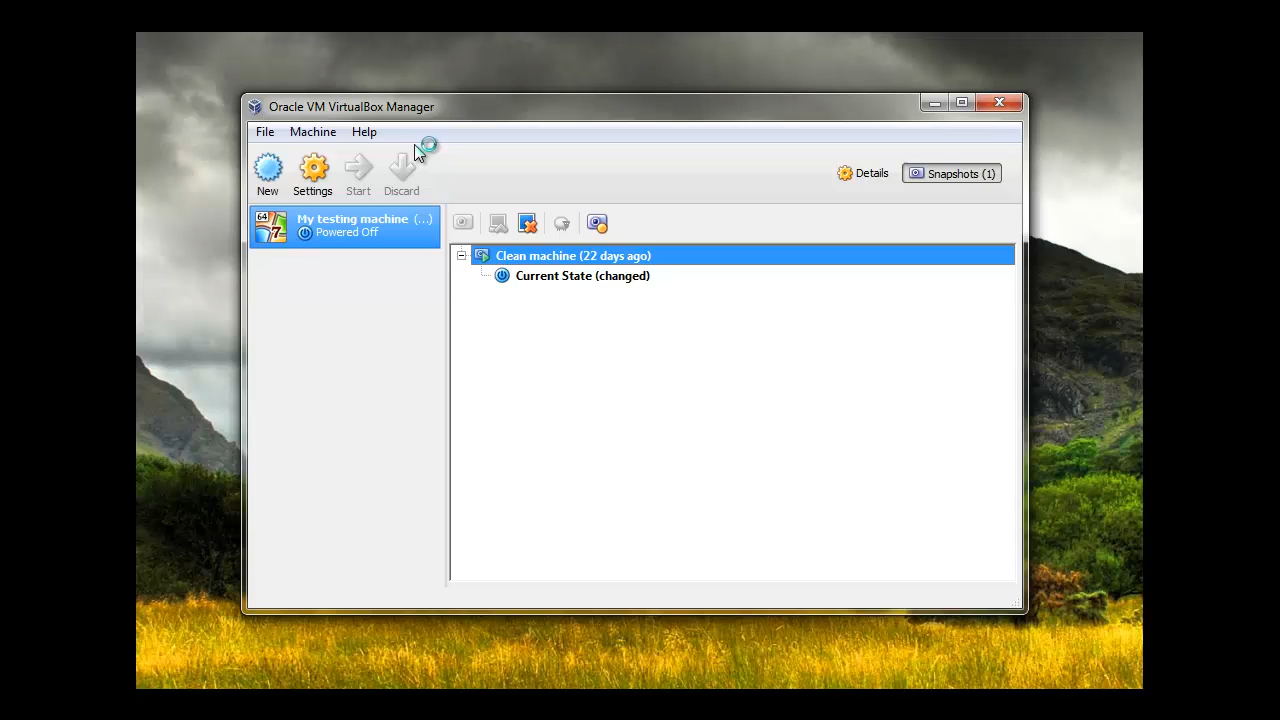 Oracle VM VirtualBox Manager
File Machine Help
New Settings Start Discard
Details Snapshots (1)
64 7 My testing machine (...)
Powered Off
Clean machine (22 days ago)
Current State (changed)